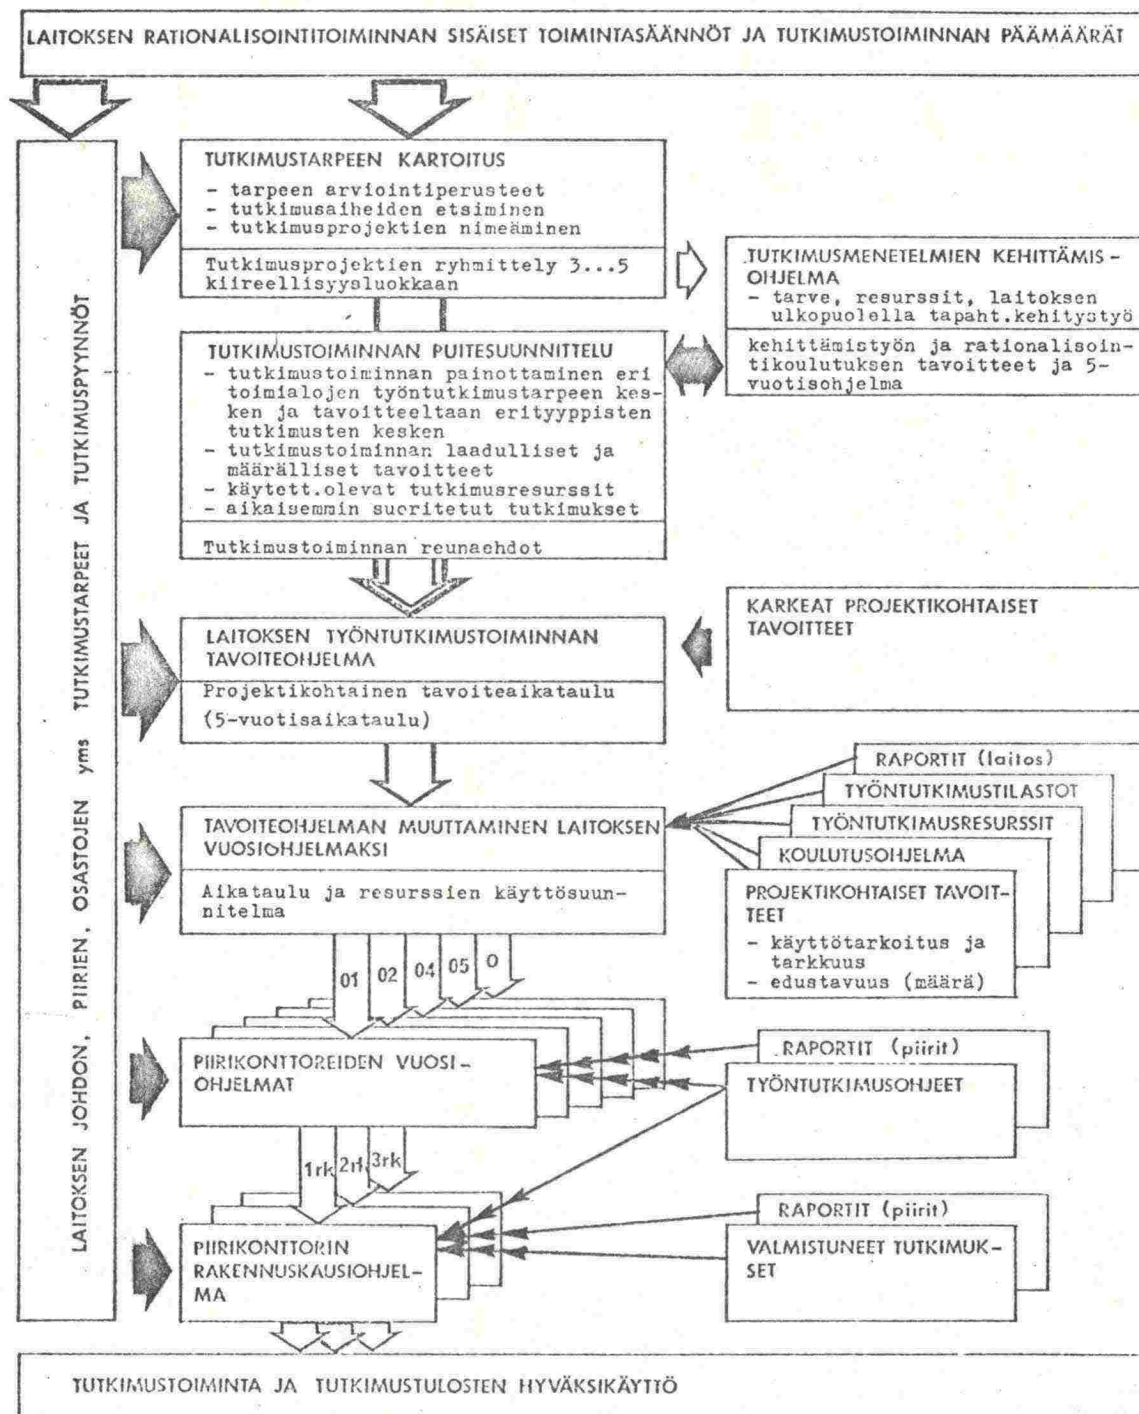 LAITOKSEN RATIONALISOINTITOIMINNAN SISÄISET TOIMINTASÄÄNNÖT JA TUTKIMUSTOIMINNAN PÄÄMÄÄRÄT
LAITOKSEN JOHDON, PIIRIEN, OSASTOJEN yms TUTKIMUSTARPEET JA TUTKIMUSPYYNNÖT
TUTKIMUSTARPEEN KARTOITUS
- tarpeen arviointiperusteet
- tutkimusaiheiden etsiminen
- tutkimusprojektien nimeäminen
Tutkimusprojektien ryhmittely 3...5
kiireellisyysluokkaan
TUTKIMUSMENETELMIEN KEHITTÄMIS-
OHJELMA
- tarve, resurssit, laitoksen
ulkopuolella tapaht.kehitystyö
kehittämistyön ja rationalisoin-
tikoulutuksen tavoitteet ja 5-
vuotisohjelma
TUTKIMUSTOIMINNAN PUITESUUNNITTELU
- tutkimustoiminnan painottaminen eri
toimialojen työntutkimustarpeen kes-
ken ja tavoitteeltaan erityyppisten
tutkimusten kesken
- tutkimustoiminnan laadulliset ja
määrälliset tavoitteet
- käytett.olevat tutkimusresurssit
- aikaisemmin suoritetut tutkimukset
Tutkimustoiminnan reunaehdot
LAITOKSEN TYÖNTUTKIMUSTOIMINNAN
TAVOITEOHJELMA
Projektikohtainen tavoiteaikataulu
(5-vuotisaikataulu)
KARKEAT PROJEKTIKOHTAISET
TAVOITTEET
TAVOITEOHJELMAN MUUTTAMINEN LAITOKSEN
VUOSIOHJELMAKSI
Aikataulu ja resurssien käyttösuun-
nitelma
RAPORTIT (laitos)
TYÖNTUTKIMUSTILASTOT
TYÖNTUTKIMUSRESURSSIT
KOULUTUSOHJELMA
PROJEKTIKOHTAISET TAVOIT-
TEET
- käyttötarkoitus ja
tarkkuus
- edustavuus (määrä)
01 02 04 05 0
PIIRIKONTTOREIDEN VUOSI-
OHJELMAT
RAPORTIT (piirit)
TYÖNTUTKIMUSOHJEET
1rk 2rk 3rk
PIIRIKONTTORIN
RAKENNUSKAUSIOHJEL-
MA
RAPORTIT (piirit)
VALMISTUNEET TUTKIMUK-
SET
TUTKIMUSTOIMINTA JA TUTKIMUSTULOSTEN HYVÄKSIKÄYTTÖ